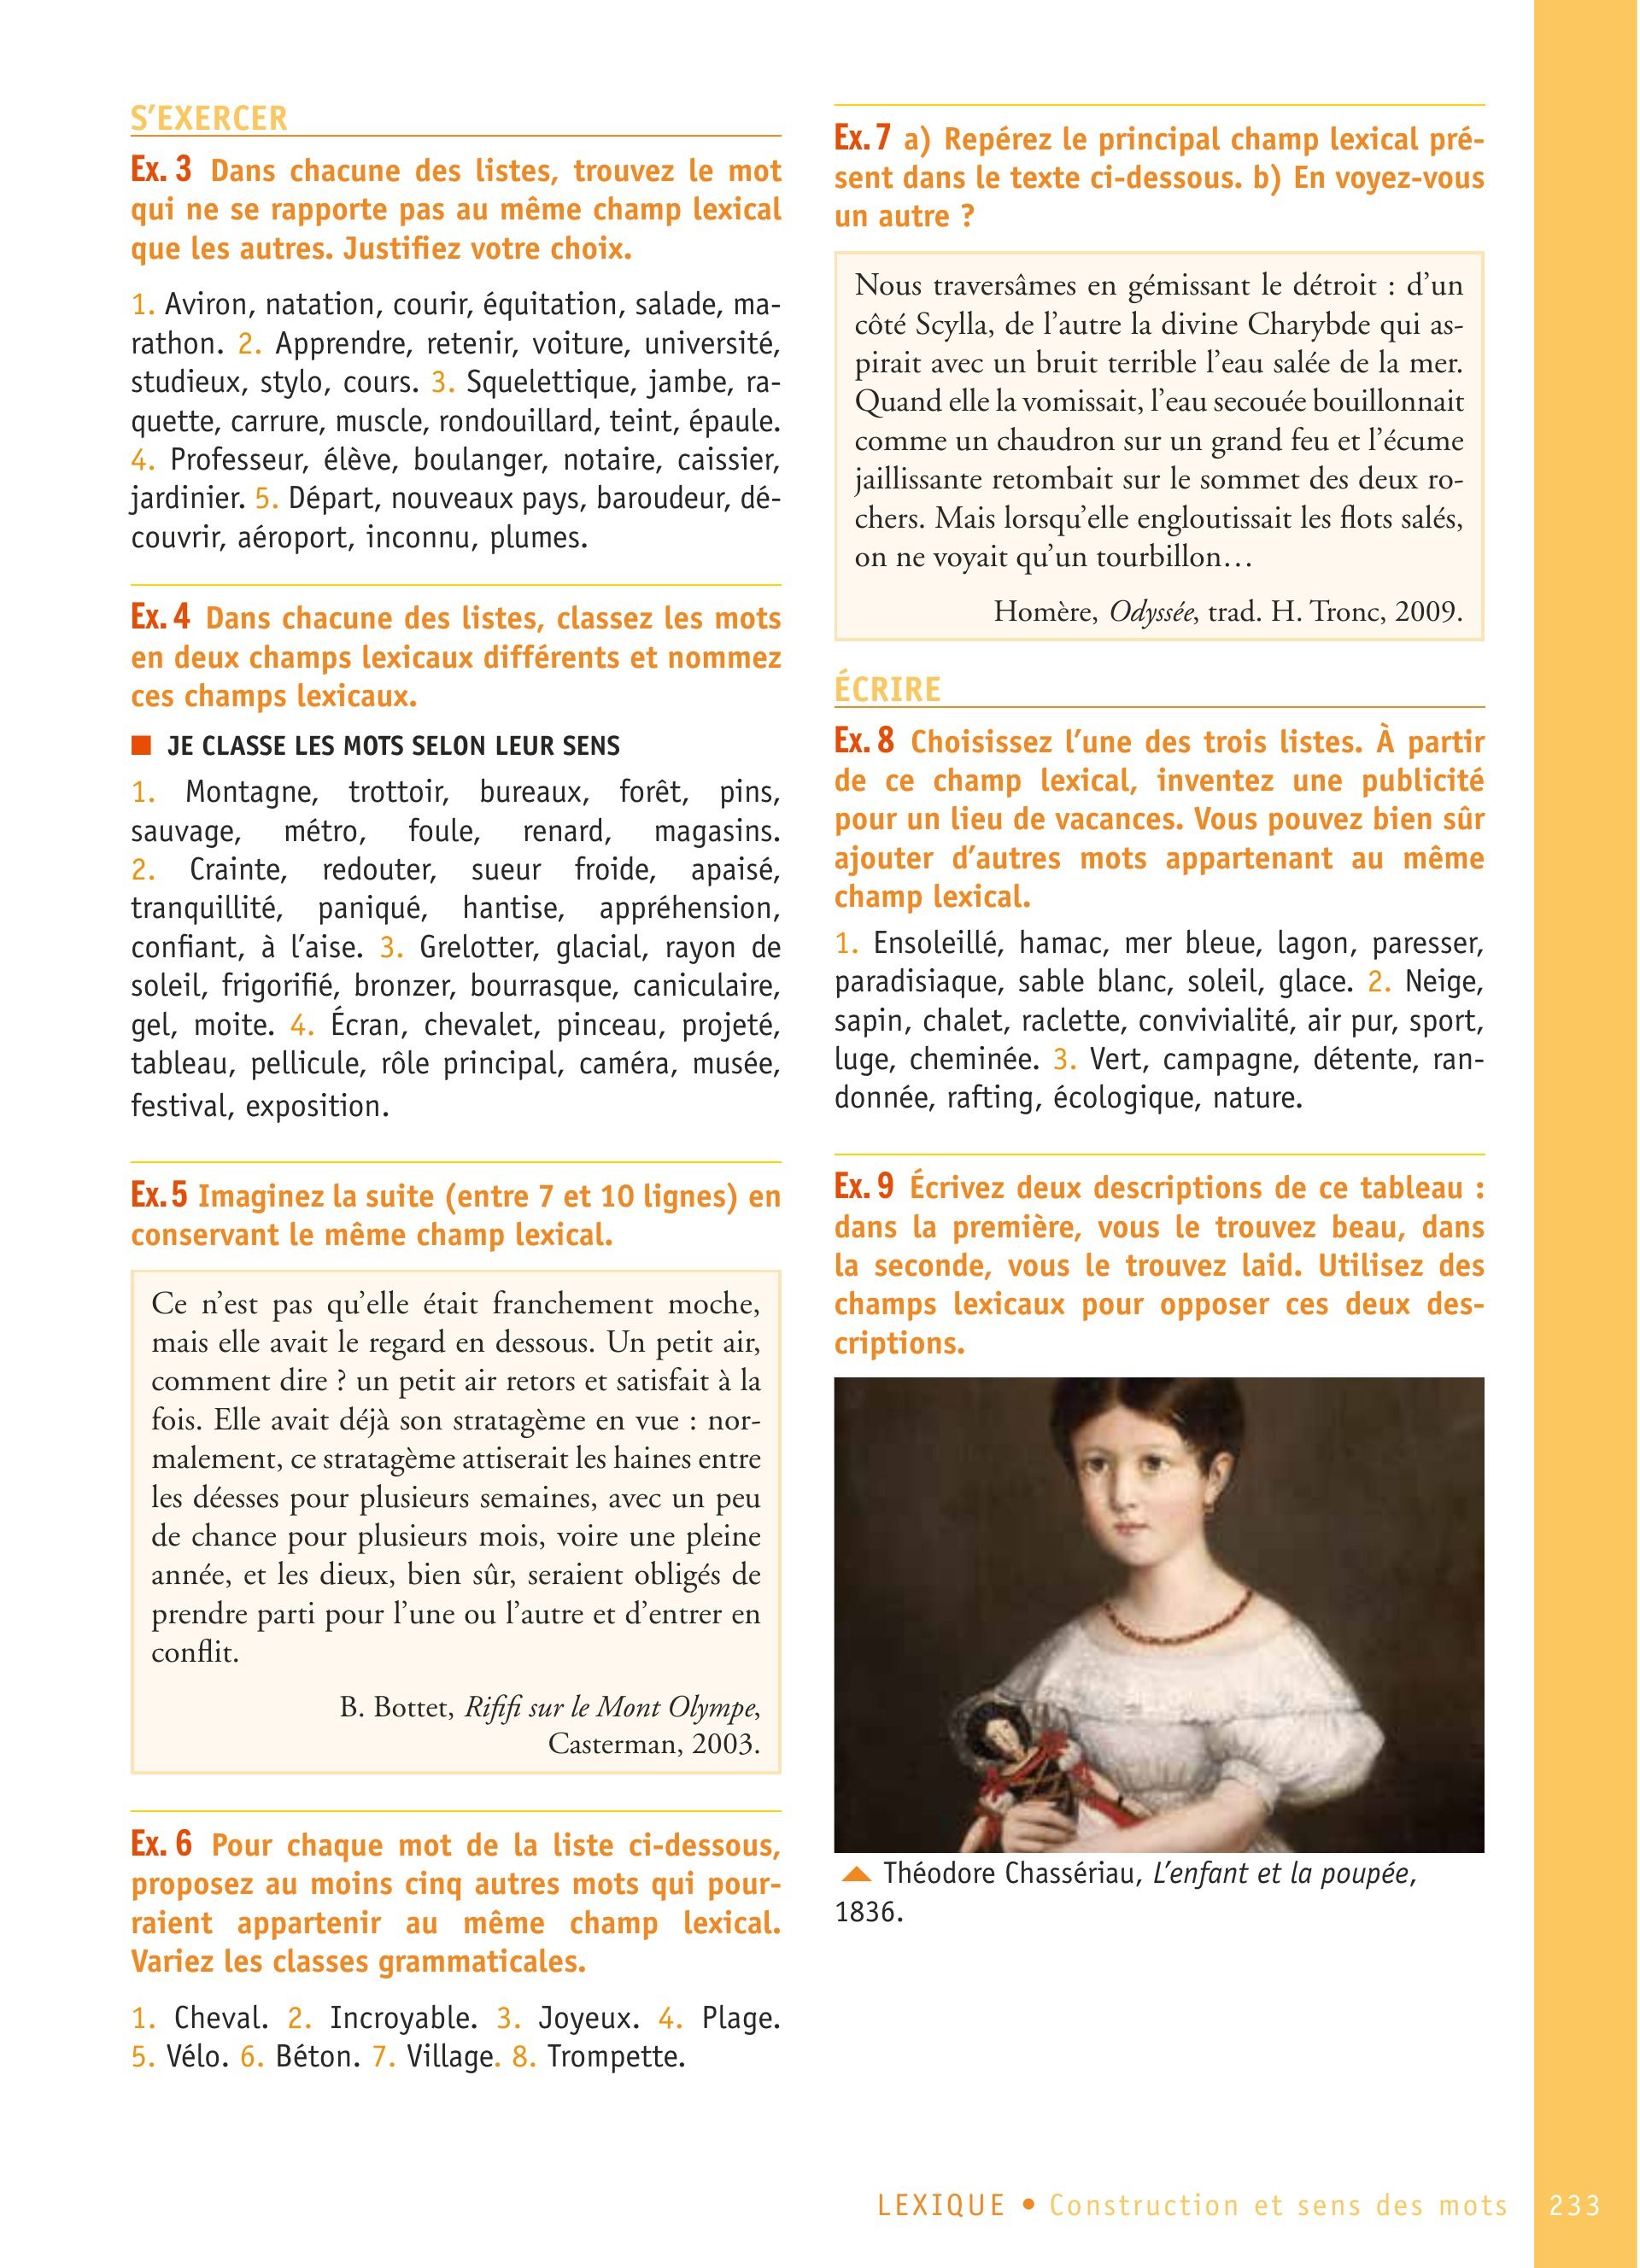 S'EXERCER
Ex. 3 Dans chacune des listes, trouvez le mot
qui ne se rapporte pas au même champ lexical
que les autres. Justifiez votre choix.
1. Aviron, natation, courir, équitation, salade, ma-
rathon. 2. Apprendre, retenir, voiture, université,
studieux, stylo, cours. 3. Squelettique, jambe, ra-
quette, carrure, muscle, rondouillard, teint, épaule.
4. Professeur, élève, boulanger, notaire, caissier,
jardinier. 5. Départ, nouveaux pays, baroudeur, dé-
couvrir, aéroport, inconnu, plumes.
Ex. 4 Dans chacune des listes, classez les mots
en deux champs lexicaux différents et nommez
ces champs lexicaux.
■ JE CLASSE LES MOTS SELON LEUR SENS
1. Montagne, trottoir, bureaux, forêt, pins,
sauvage, métro, foule, renard, magasins.
2. Crainte, redouter, sueur froide, apaisé,
tranquillité, paniqué, hantise, appréhension,
confiant, à l'aise. 3. Grelotter, glacial, rayon de
soleil, frigorifié, bronzer, bourrasque, caniculaire,
gel, moite. 4. Écran, chevalet, pinceau, projeté,
tableau, pellicule, rôle principal, caméra, musée,
festival, exposition.
Ex. 5 Imaginez la suite (entre 7 et 10 lignes) en
conservant le même champ lexical.
Ce n'est pas qu'elle était franchement moche,
mais elle avait le regard en dessous. Un petit air,
comment dire ? un petit air retors et satisfait à la
fois. Elle avait déjà son stratagème en vue : nor-
malement, ce stratagème attiserait les haines entre
les déesses pour plusieurs semaines, avec un peu
de chance pour plusieurs mois, voire une pleine
année, et les dieux, bien sûr, seraient obligés de
prendre parti pour l'une ou l'autre et d'entrer en
conflit.
B. Bottet, Rififi sur le Mont Olympe,
Casterman, 2003.
Ex. 6 Pour chaque mot de la liste ci-dessous,
proposez au moins cinq autres mots qui pour-
raient appartenir au même champ lexical.
Variez les classes grammaticales.
1. Cheval. 2. Incroyable. 3. Joyeux. 4. Plage.
5. Vélo. 6. Béton. 7. Village. 8. Trompette.
Ex. 7 a) Repérez le principal champ lexical pré-
sent dans le texte ci-dessous. b) En voyez-vous
un autre ?
Nous traversâmes en gémissant le détroit : d'un
côté Scylla, de l'autre la divine Charybde qui as-
pirait avec un bruit terrible l'eau salée de la mer.
Quand elle la vomissait, l'eau secouée bouillonnait
comme un chaudron sur un grand feu et l'écume
jaillissante retombait sur le sommet des deux ro-
chers. Mais lorsqu'elle engloutissait les flots salés,
on ne voyait qu'un tourbillon…
Homère, Odyssée, trad. H. Tronc, 2009.
ÉCRIRE
Ex. 8 Choisissez l'une des trois listes. À partir
de ce champ lexical, inventez une publicité
pour un lieu de vacances. Vous pouvez bien sûr
ajouter d'autres mots appartenant au même
champ lexical.
1. Ensoleillé, hamac, mer bleue, lagon, paresser,
paradisiaque, sable blanc, soleil, glace. 2. Neige,
sapin, chalet, raclette, convivialité, air pur, sport,
luge, cheminée. 3. Vert, campagne, détente, ran-
donnée, rafting, écologique, nature.
Ex. 9 Écrivez deux descriptions de ce tableau :
dans la première, vous le trouvez beau, dans
la seconde, vous le trouvez laid. Utilisez des
champs lexicaux pour opposer ces deux des-
criptions.
Théodore Chassériau, L'enfant et la poupée,
1836.
LEXIQUE • Construction et sens des mots 233